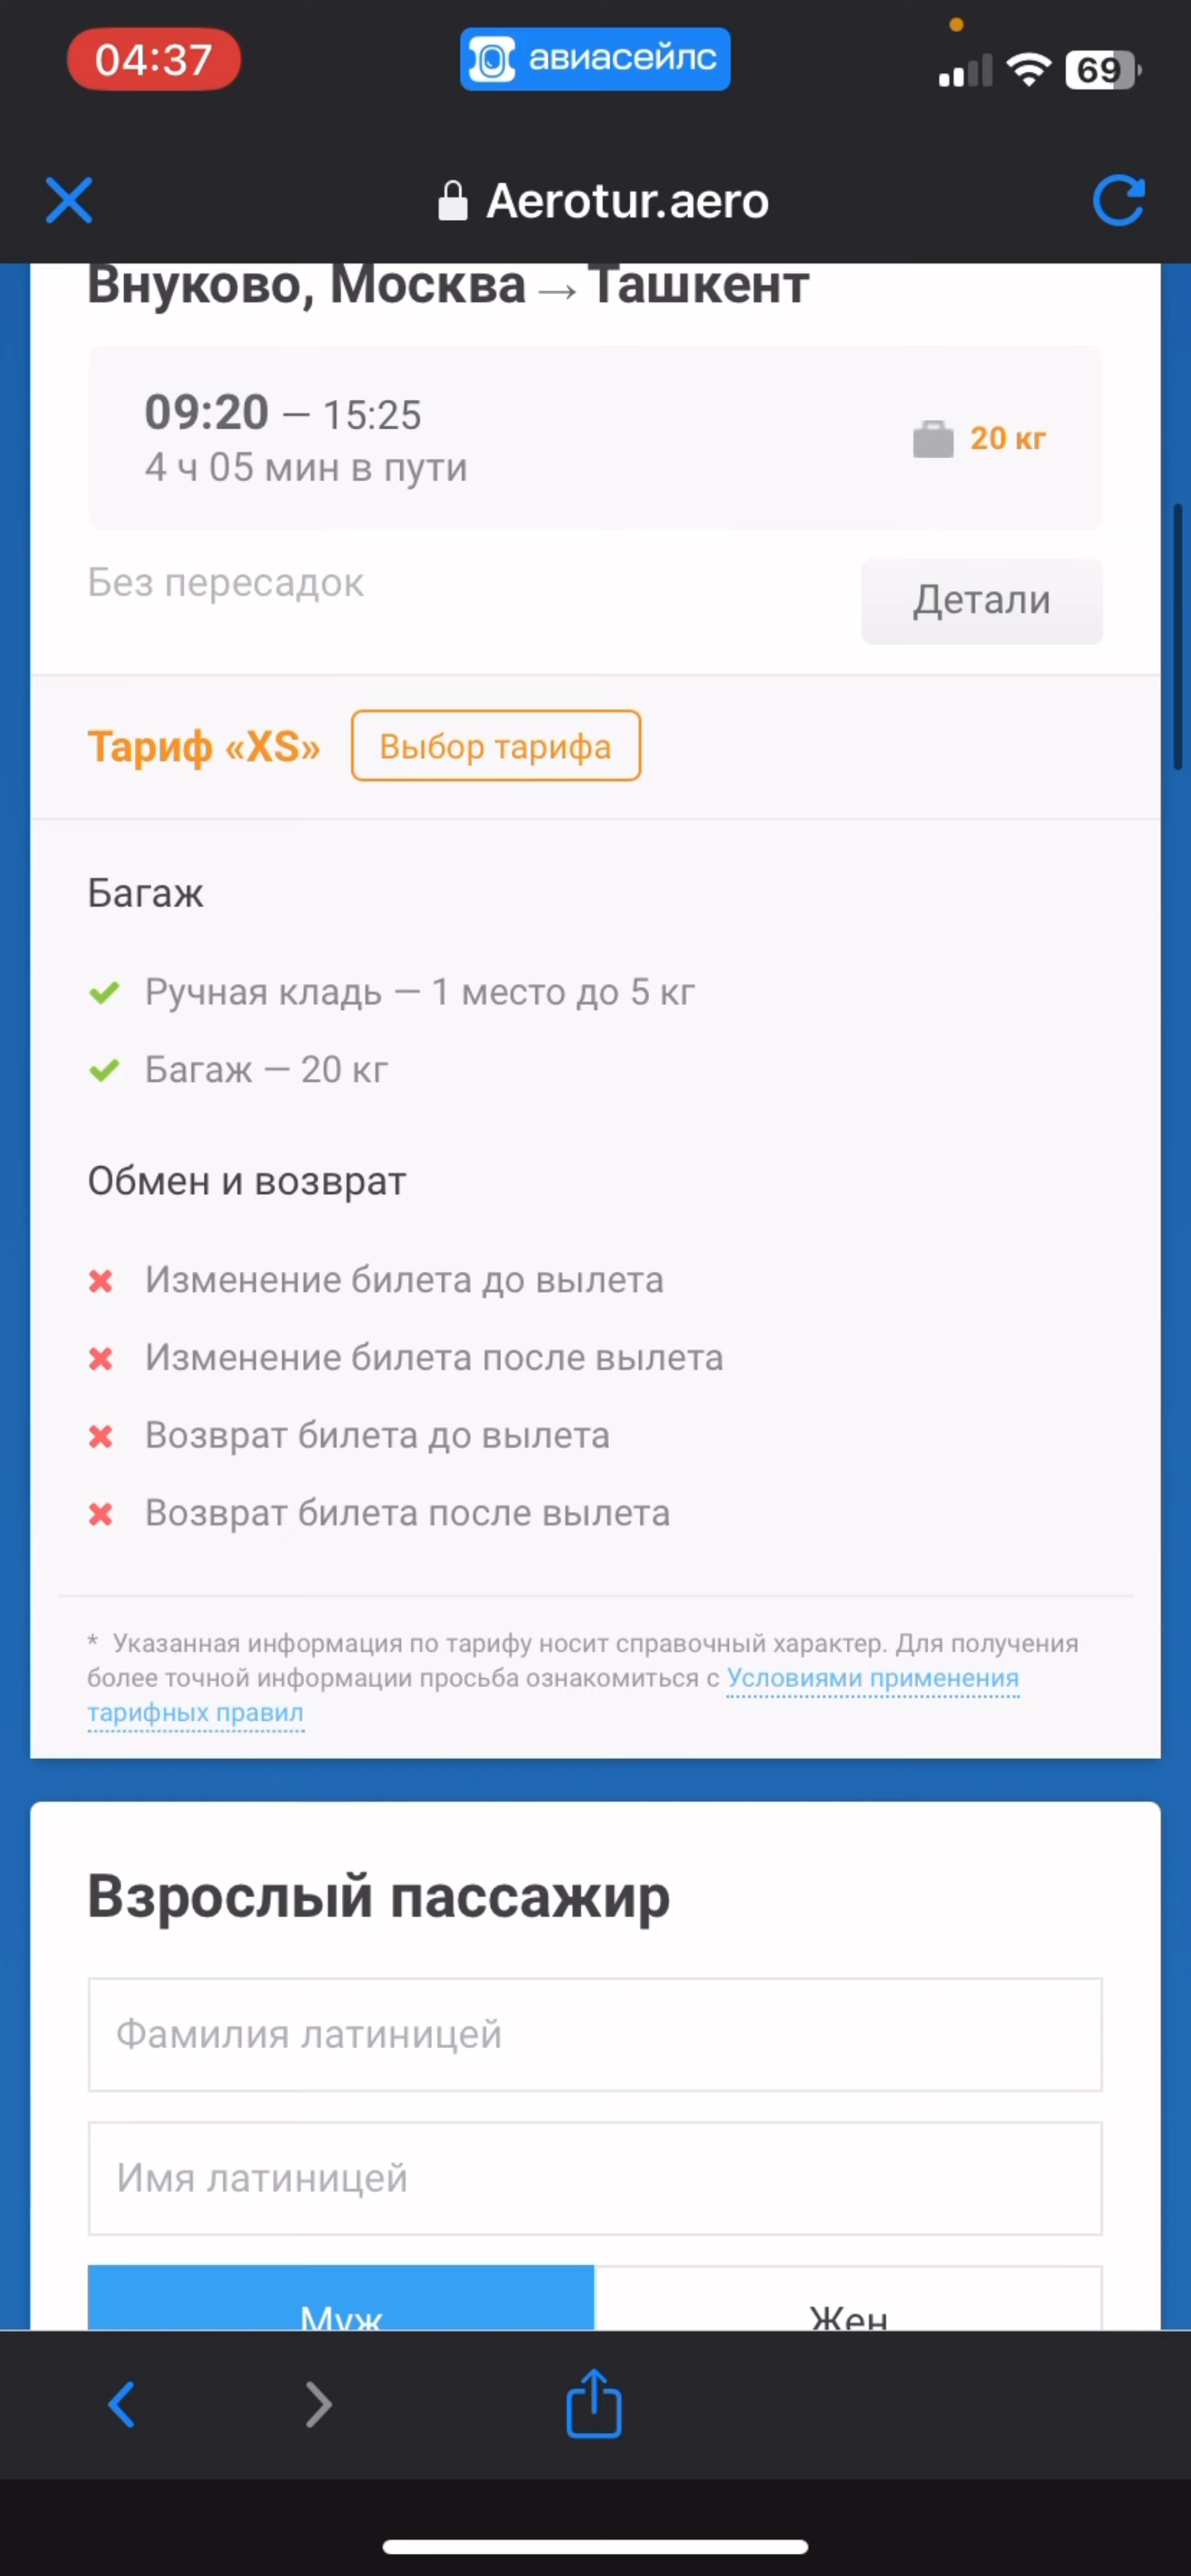 04:37
авиасейлс
69
Aerotur.aero
Внуково, Москва → Ташкент
09:20 — 15:25
4 ч 05 мин в пути
20 кг
Без пересадок
Детали
Тариф «XS»
Выбор тарифа
Багаж
Ручная кладь — 1 место до 5 кг
Багаж — 20 кг
Обмен и возврат
Изменение билета до вылета
Изменение билета после вылета
Возврат билета до вылета
Возврат билета после вылета
* Указанная информация по тарифу носит справочный характер. Для получения
более точной информации просьба ознакомиться с Условиями применения
тарифных правил
Взрослый пассажир
Фамилия латиницей
Имя латиницей
Муж
Жен